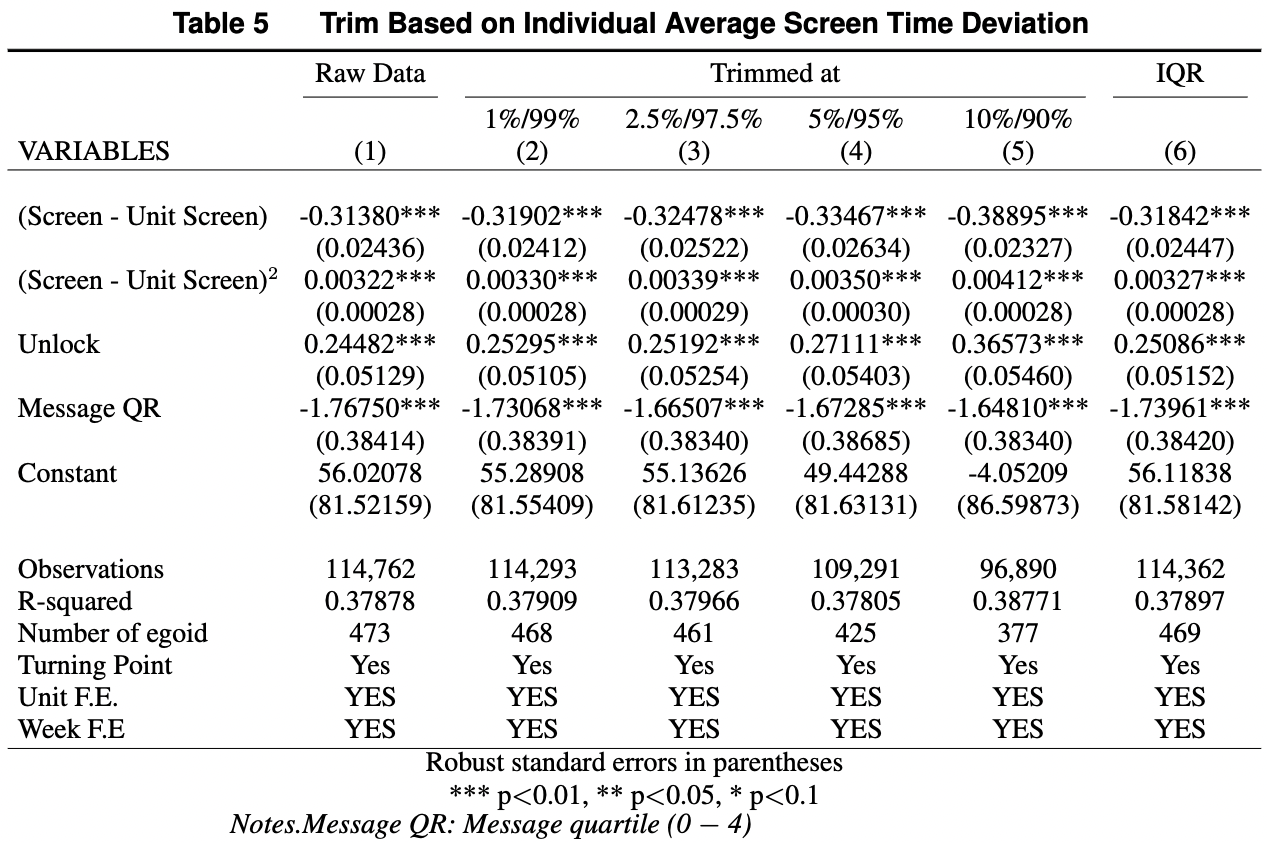 Table 5 Trim Based on Individual Average Screen Time Deviation
Raw Data Trimmed at IQR
1%/99% 2.5%/97.5% 5%/95% 10%/90%
VARIABLES (1) (2) (3) (4) (5) (6)
(Screen - Unit Screen) -0.31380*** -0.31902*** -0.32478*** -0.33467*** -0.38895*** -0.31842***
(0.02436) (0.02412) (0.02522) (0.02634) (0.02327) (0.02447)
(Screen - Unit Screen)² 0.00322*** 0.00330*** 0.00339*** 0.00350*** 0.00412*** 0.00327***
(0.00028) (0.00028) (0.00029) (0.00030) (0.00028) (0.00028)
Unlock 0.24482*** 0.25295*** 0.25192*** 0.27111*** 0.36573*** 0.25086***
(0.05129) (0.05105) (0.05254) (0.05403) (0.05460) (0.05152)
Message QR -1.76750*** -1.73068*** -1.66507*** -1.67285*** -1.64810*** -1.73961***
(0.38414) (0.38391) (0.38340) (0.38685) (0.38340) (0.38420)
Constant 56.02078 55.28908 55.13626 49.44288 -4.05209 56.11838
(81.52159) (81.55409) (81.61235) (81.63131) (86.59873) (81.58142)
Observations 114,762 114,293 113,283 109,291 96,890 114,362
R-squared 0.37878 0.37909 0.37966 0.37805 0.38771 0.37897
Number of egoid 473 468 461 425 377 469
Turning Point Yes Yes Yes Yes Yes Yes
Unit F.E. YES YES YES YES YES YES
Week F.E YES YES YES YES YES YES
Robust standard errors in parentheses
*** p<0.01, ** p<0.05, * p<0.1
Notes.Message QR: Message quartile (0 − 4)